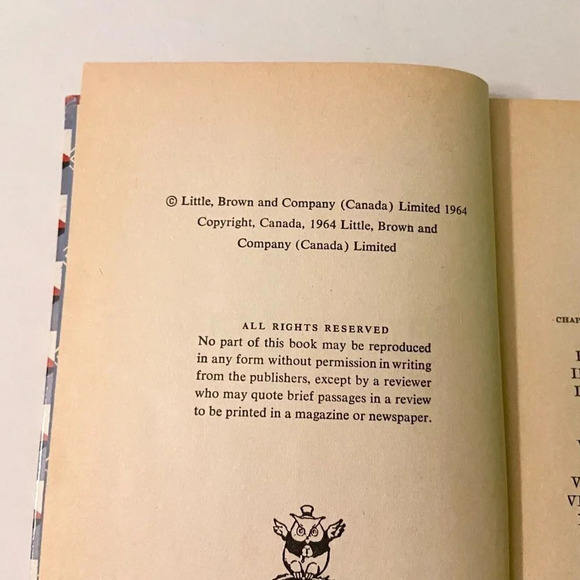 © Little, Brown and Company (Canada) Limited 1964
Copyright, Canada, 1964 Little, Brown and
Company (Canada) Limited
ALL RIGHTS RESERVED
No part of this book may be reproduced
in any form without permission in writing
from the publishers, except by a reviewer
who may quote brief passages in a review
to be printed in a magazine or newspaper.